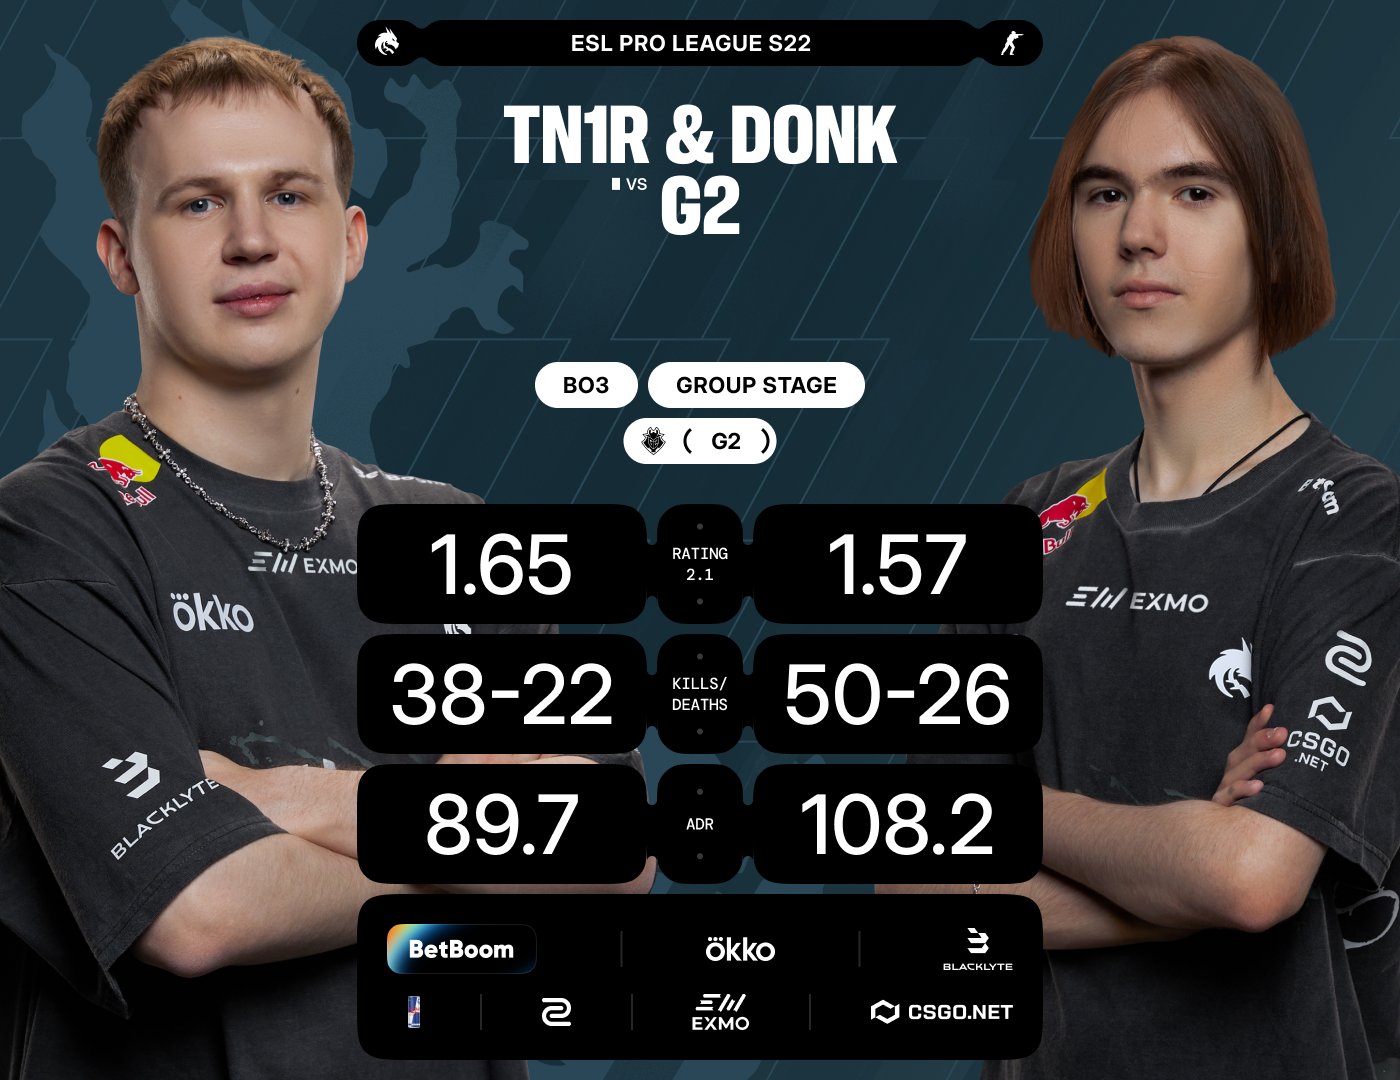 ESL PRO LEAGUE S22
TN1R & DONK
VS G2
BO3
GROUP STAGE
( G2 )
1.65
RATING
2.1
1.57
38-22
KILLS/
DEATHS
50-26
89.7
ADR
108.2
BetBoom
ökko
BLACKLYTE
EXMO
CSGO.NET
EXMO
ökko
BLACKLYTE
Bull
EXMO
CSGO
.NET